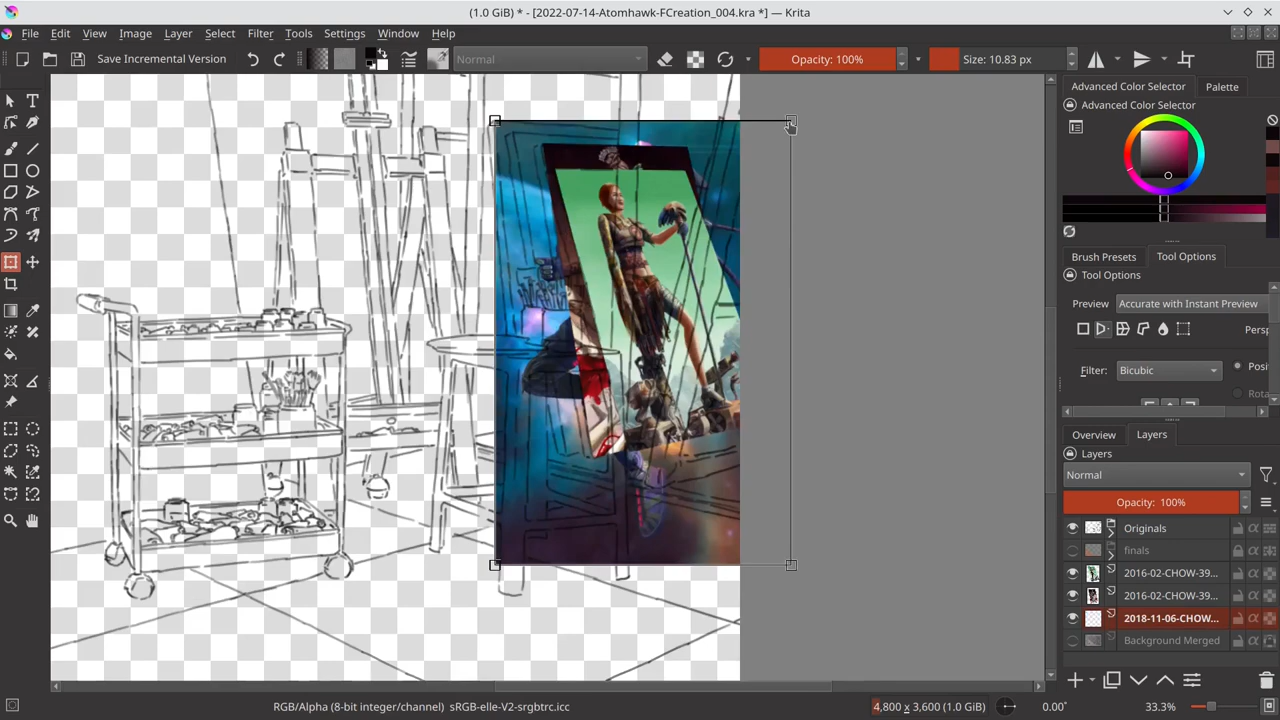 (1.0 GiB) * - [2022-07-14-Atomhawk-FCreation_004.kra *] — Krita
File Edit View Image Layer Select Filter Tools Settings Window Help
Save Incremental Version Normal Opacity: 100% Size: 10.83 px
Advanced Color Selector Palette
Advanced Color Selector
Brush Presets Tool Options
Tool Options
Preview Accurate with Instant Preview
Persp
Filter: Bicubic Posi
Rota
Overview Layers
Layers
Normal
Opacity: 100%
Originals
finals
2016-02-CHOW-39...
2016-02-CHOW-39...
2018-11-06-CHOW...
Background Merged
RGB/Alpha (8-bit integer/channel) sRGB-elle-V2-srgbtrc.icc 4,800 x 3,600 (1.0 GiB) 0.00° 33.3%